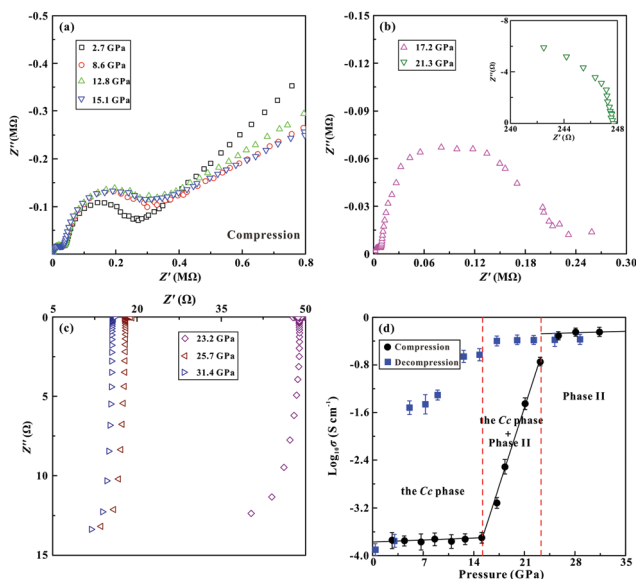 (a)
2.7 GPa
8.6 GPa
12.8 GPa
15.1 GPa
Compression
-0.4
-0.3
-0.2
-0.1
Z''(MΩ)
0 0.2 0.4 0.6 0.8
Z' (MΩ)
(b)
17.2 GPa
21.3 GPa
-0.15
-0.12
-0.09
-0.06
-0.03
0
Z''(MΩ)
0 0.06 0.12 0.18 0.24 0.30
Z' (MΩ)
-8
-4
0
Z''(Ω)
240 244 248
Z' (Ω)
Z' (Ω)
5 19 35 50
(c)
23.2 GPa
25.7 GPa
31.4 GPa
0
5
10
15
Z'' (Ω)
(d)
Compression
Decompression
the Cc phase
+
Phase II
Phase II
the Cc phase
-0
-0.8
-1.6
-2.4
-3.2
-4.0
Log₁₀σ (S cm⁻¹)
0 7 14 21 28 35
Pressure (GPa)